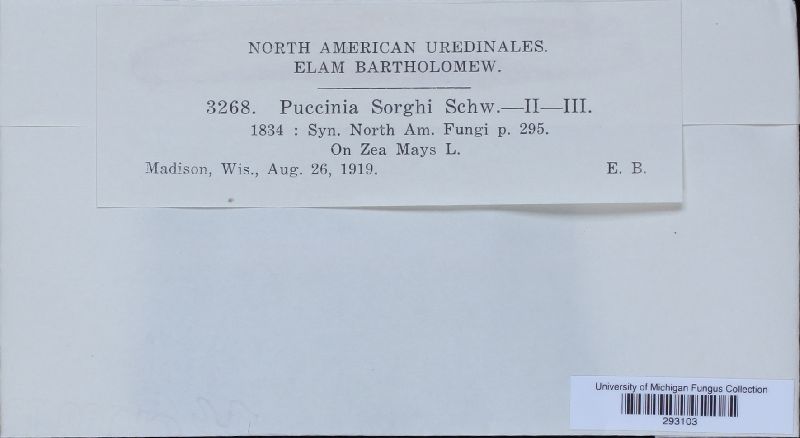 NORTH AMERICAN UREDINALES.
ELAM BARTHOLOMEW.
3268. Puccinia Sorghi Schw.—II—III.
1834 : Syn. North Am. Fungi p. 295.
On Zea Mays L.
Madison, Wis., Aug. 26, 1919. E. B.
University of Michigan Fungus Collection
293103